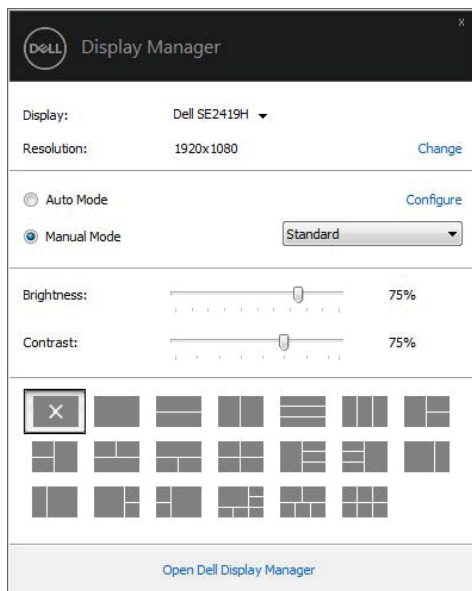 x
DELL Display Manager
Display: Dell SE2419H
Resolution: 1920x1080 Change
Auto Mode Configure
Manual Mode Standard
Brightness: 75%
Contrast: 75%
Open Dell Display Manager